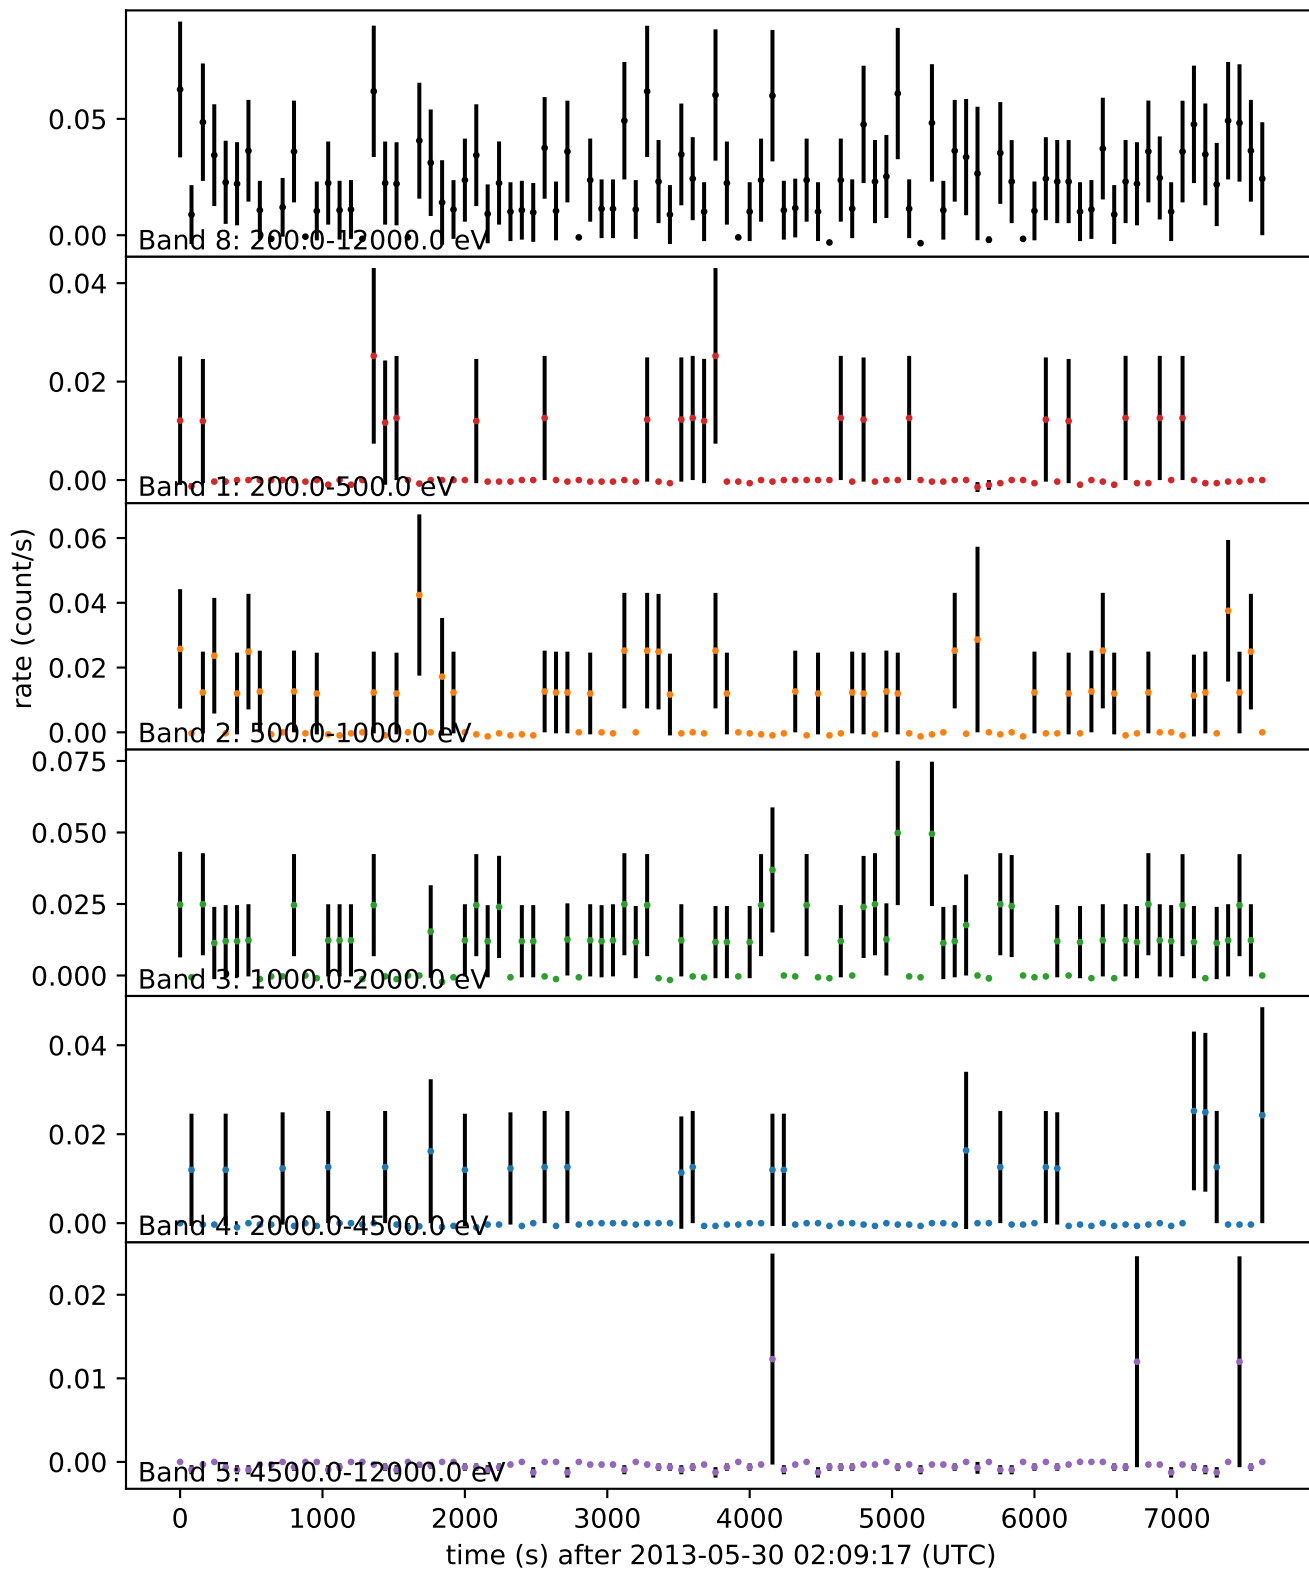 0.05
0.00
Band 8: 200.0-12000.0 eV
0.04
0.02
0.00
Band 1: 200.0-500.0 eV
rate (count/s)
0.06
0.04
0.02
0.00
Band 2: 500.0-1000.0 eV
0.075
0.050
0.025
0.000
Band 3: 1000.0-2000.0 eV
0.04
0.02
0.00
Band 4: 2000.0-4500.0 eV
0.02
0.01
0.00
Band 5: 4500.0-12000.0 eV
0 1000 2000 3000 4000 5000 6000 7000
time (s) after 2013-05-30 02:09:17 (UTC)